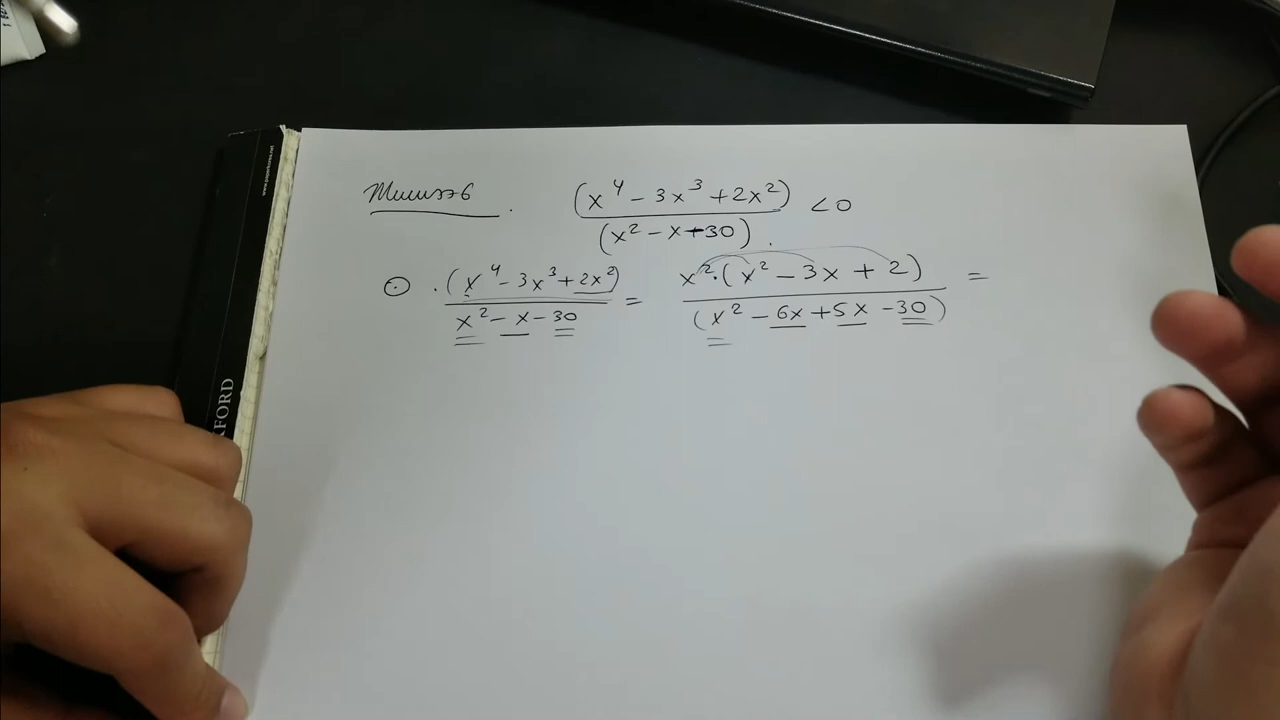 (x⁴ - 3x³ + 2x²) / (x² - x + 30) < 0
(x⁴ - 3x³ + 2x²) / x² - x - 30 = x² · (x² - 3x + 2) / (x² - 6x + 5x - 30) =
FORD